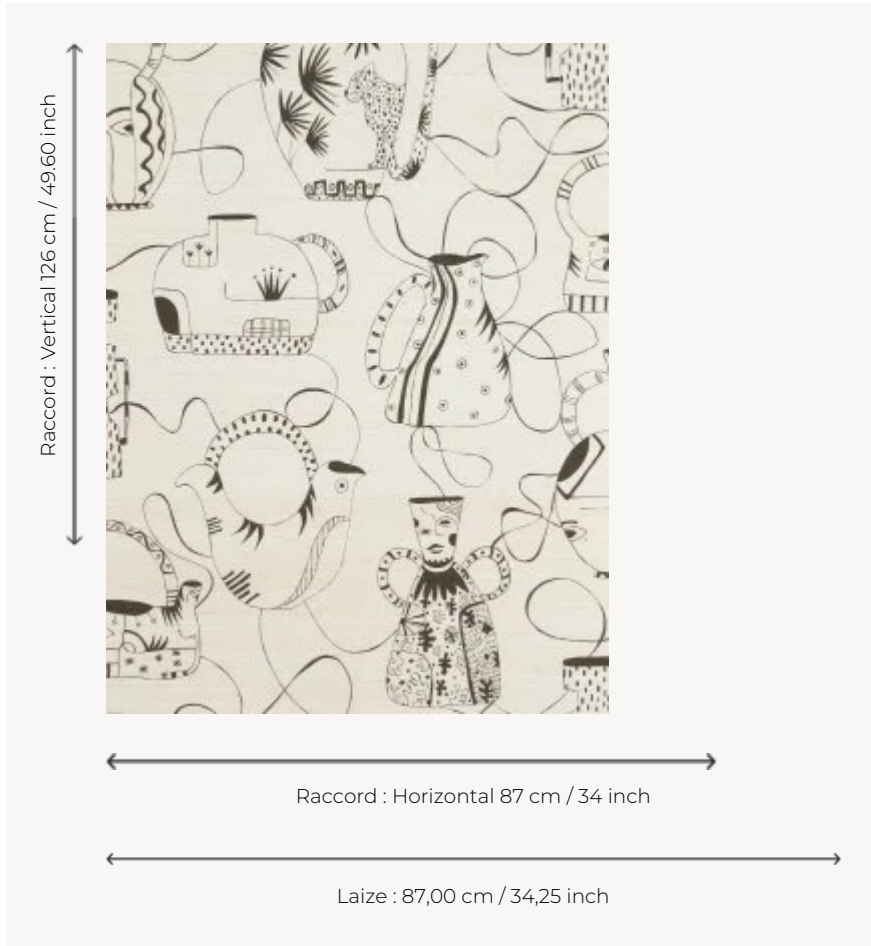 Raccord : Vertical 126 cm / 49.60 inch
Raccord : Horizontal 87 cm / 34 inch
Laize : 87,00 cm / 34,25 inch